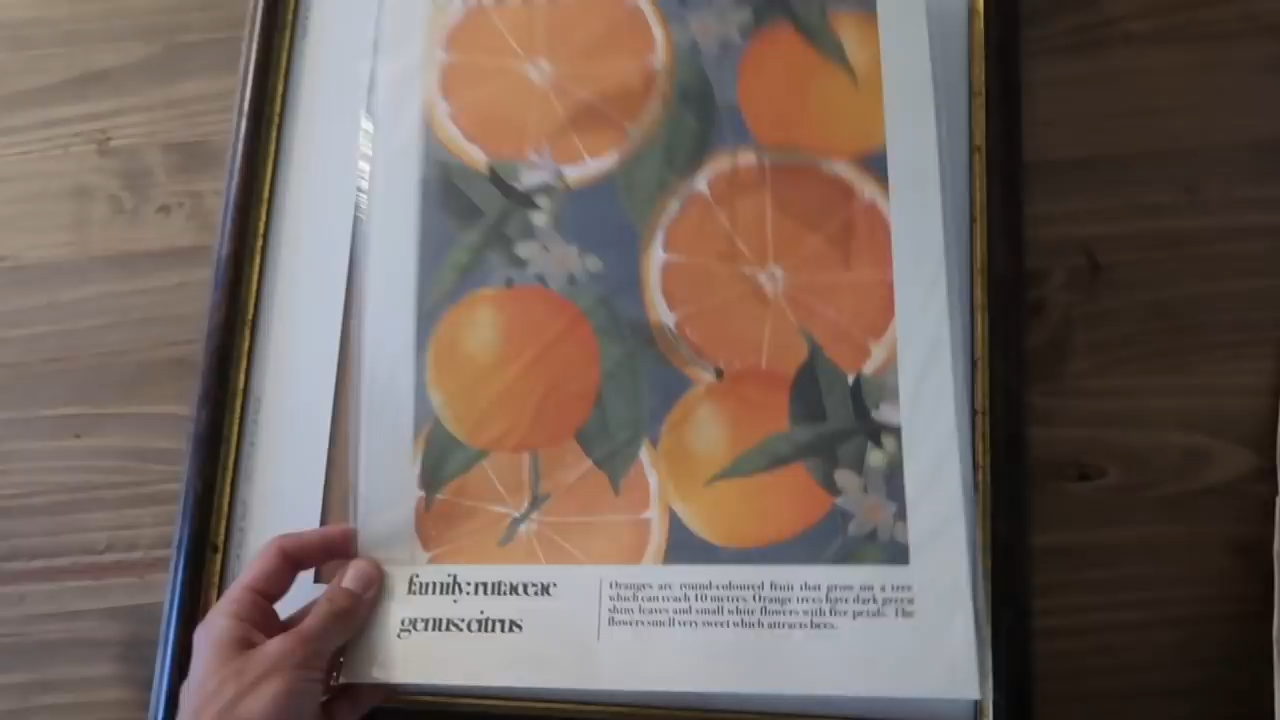 family: rutaceae
genus: citrus
Oranges are round-coloured fruit that grow on a tree
which can reach 10 metres. Orange trees have dark green
shiny leaves and small white flowers with five petals. The
flowers smell very sweet which attracts bees.